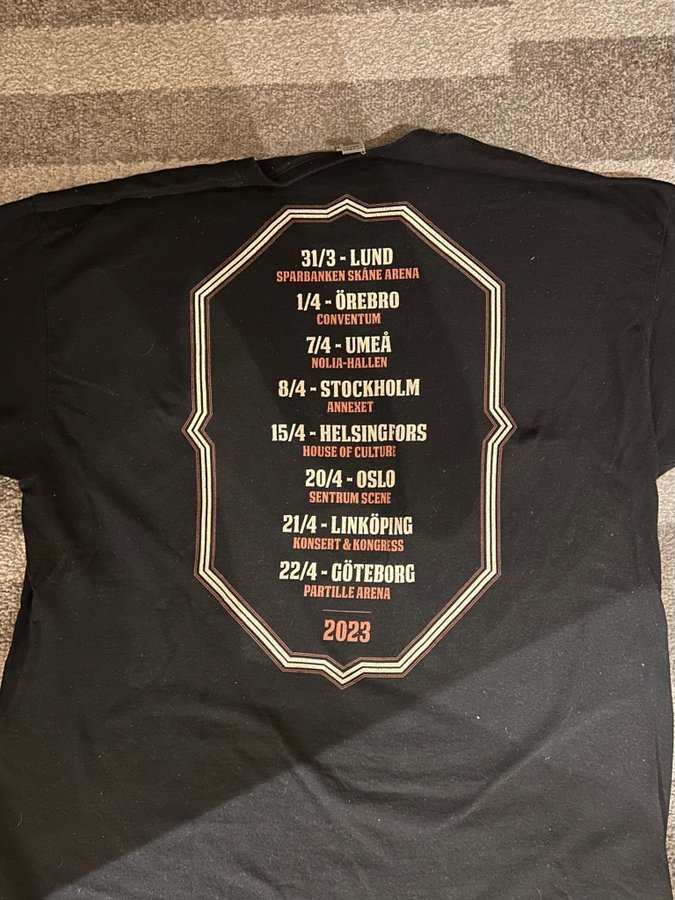 31/3 - LUND
SPARBANKEN SKÅNE ARENA
1/4 - ÖREBRO
CONVENTUM
7/4 - UMEÅ
NOLIA-HALLEN
8/4 - STOCKHOLM
ANNEXET
15/4 - HELSINGFORS
HOUSE OF CULTURE
20/4 - OSLO
SENTRUM SCENE
21/4 - LINKÖPING
KONSERT & KONGRESS
22/4 - GÖTEBORG
PARTILLE ARENA
2023